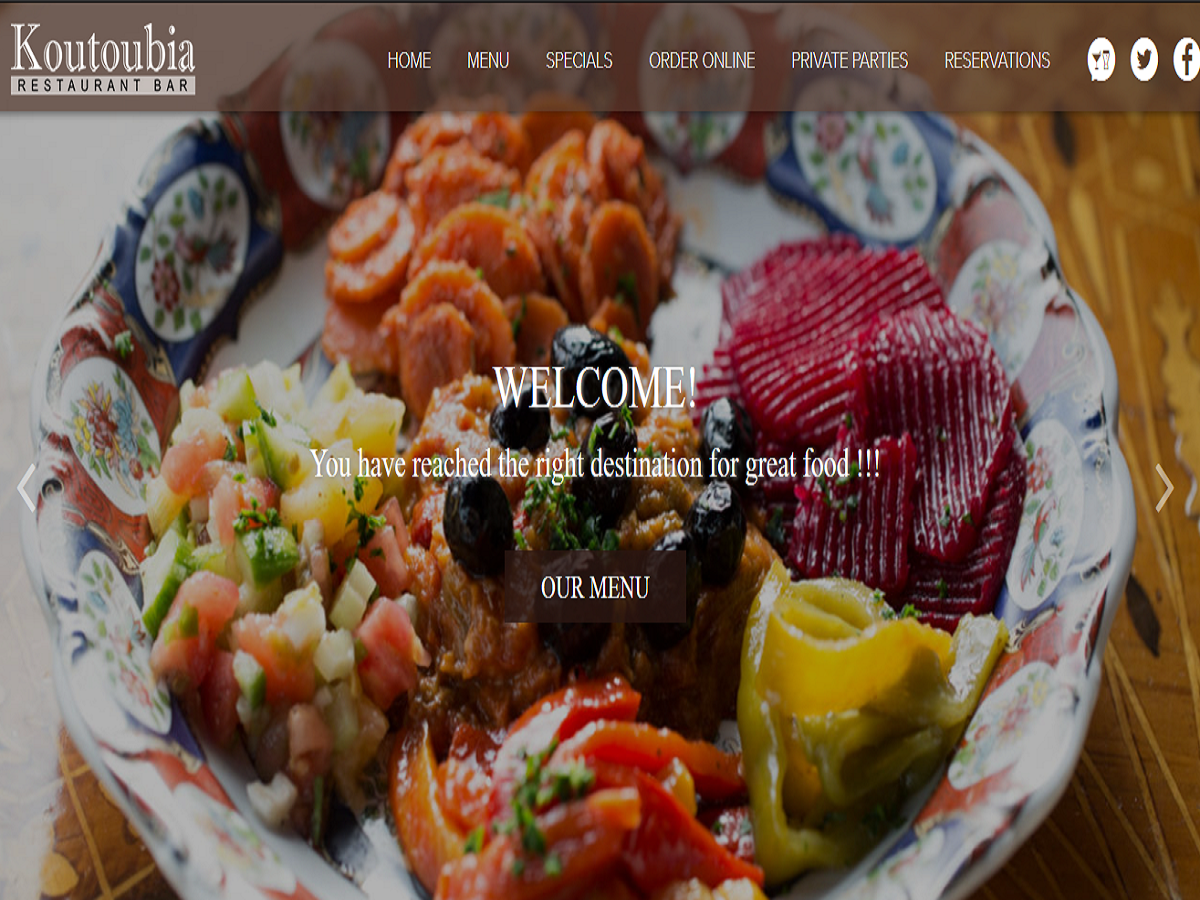 Koutoubia
RESTAURANT BAR
HOME MENU SPECIALS ORDER ONLINE PRIVATE PARTIES RESERVATIONS
WELCOME!
You have reached the right destination for great food !!!
OUR MENU